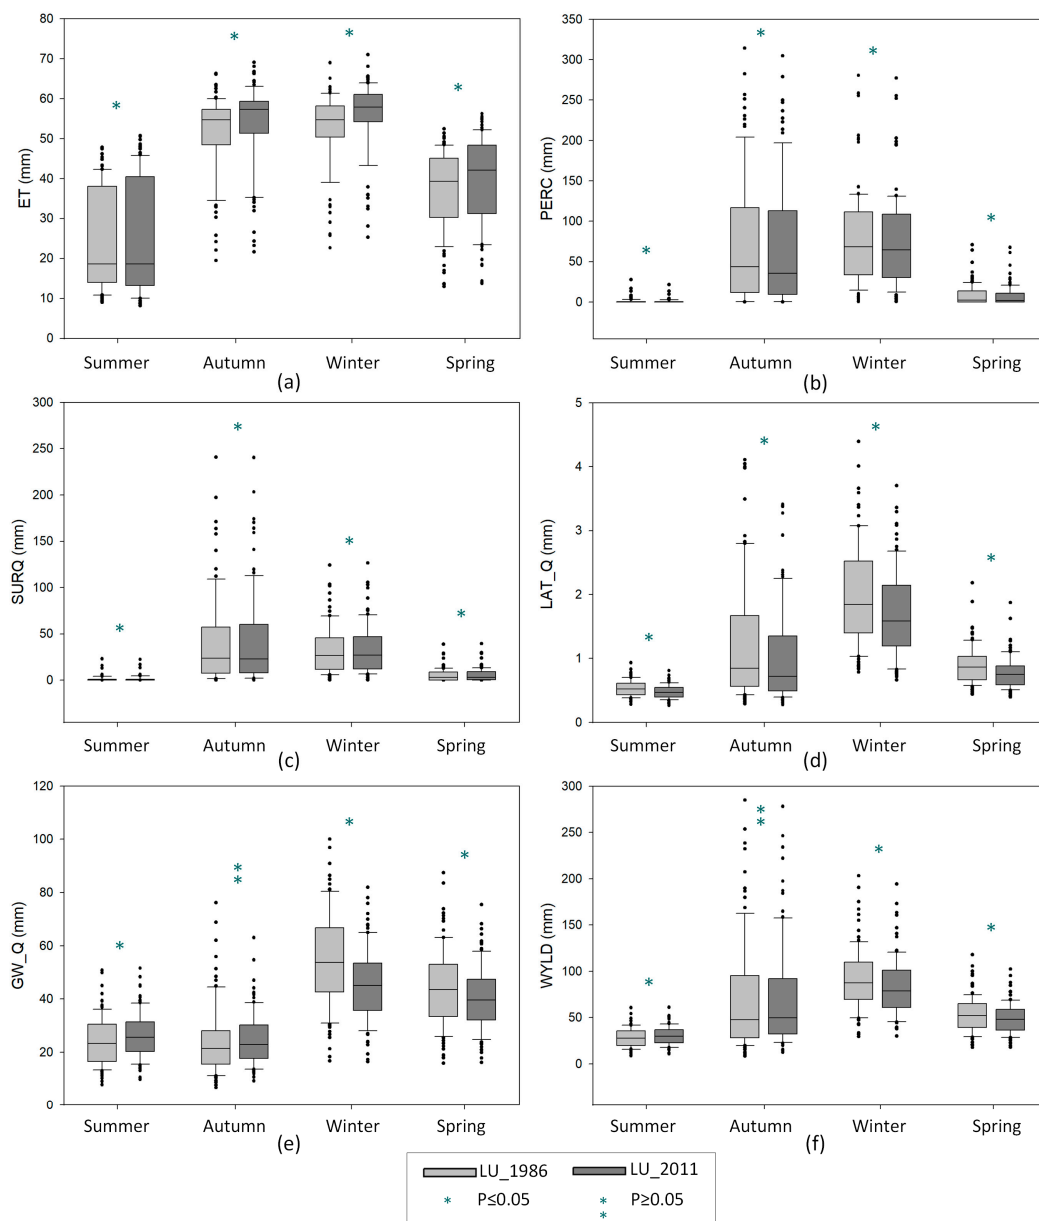 80
70
60
50
40
30
20
10
0
ET (mm)
Summer Autumn Winter Spring
(a)
350
300
250
200
150
100
50
0
PERC (mm)
Summer Autumn Winter Spring
(b)
300
250
200
150
100
50
0
SURQ (mm)
Summer Autumn Winter Spring
(c)
5
4
3
2
1
0
LAT_Q (mm)
Summer Autumn Winter Spring
(d)
120
100
80
60
40
20
0
GW_Q (mm)
Summer Autumn Winter Spring
(e)
300
250
200
150
100
50
0
WYLD (mm)
Summer Autumn Winter Spring
(f)
LU_1986 LU_2011
* P≤0.05 ** P≥0.05